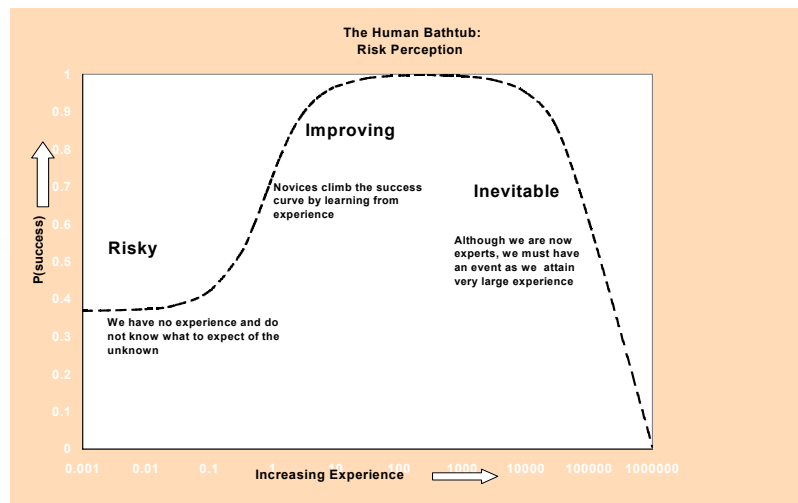 The Human Bathtub:
Risk Perception
1
0.9
0.8
0.7
0.6
0.5
0.4
0.3
0.2
0.1
0
P(success)
Improving
Novices climb the success
curve by learning from
experience
Inevitable
Although we are now
experts, we must have
an event as we attain
very large experience
Risky
We have no experience and do
not know what to expect of the
unknown
0.001 0.01 0.1 1 10 100 1000 10000 100000 1000000
Increasing Experience